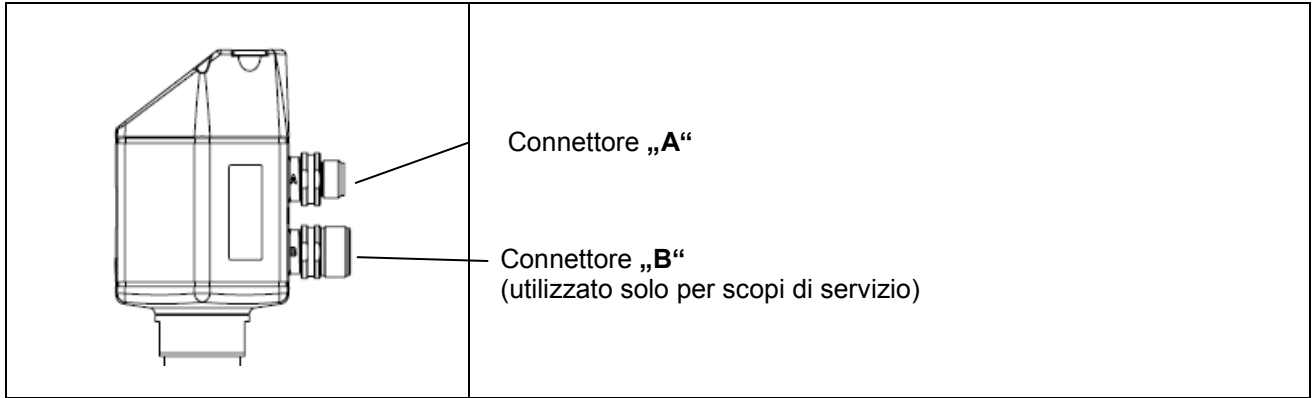 Connettore „A“
A
Connettore „B“
(utilizzato solo per scopi di servizio)
B